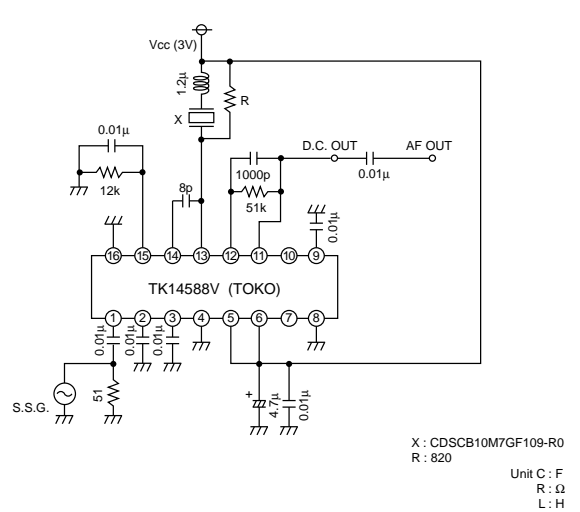 Vcc (3V)
1.2μ
R
X
0.01μ
12k
D.C. OUT
AF OUT
1000p
0.01μ
51k
8p
0.01μ
16 15 14 13 12 11 10 9
TK14588V (TOKO)
1 2 3 4 5 6 7 8
0.01μ
0.01μ
0.01μ
S.S.G.
51
+
4.7μ
0.01μ
X : CDSCB10M7GF109-R0
R : 820
Unit C : F
R : Ω
L : H